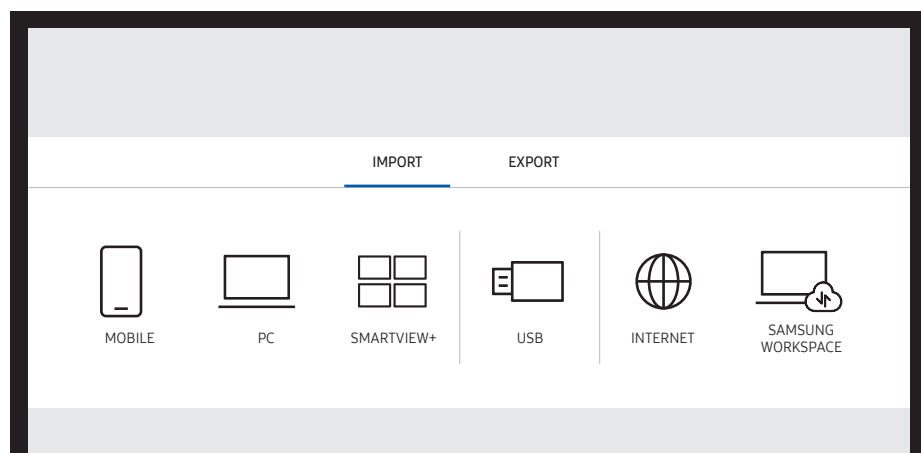 IMPORT EXPORT
MOBILE PC SMARTVIEW+ USB INTERNET SAMSUNG
WORKSPACE